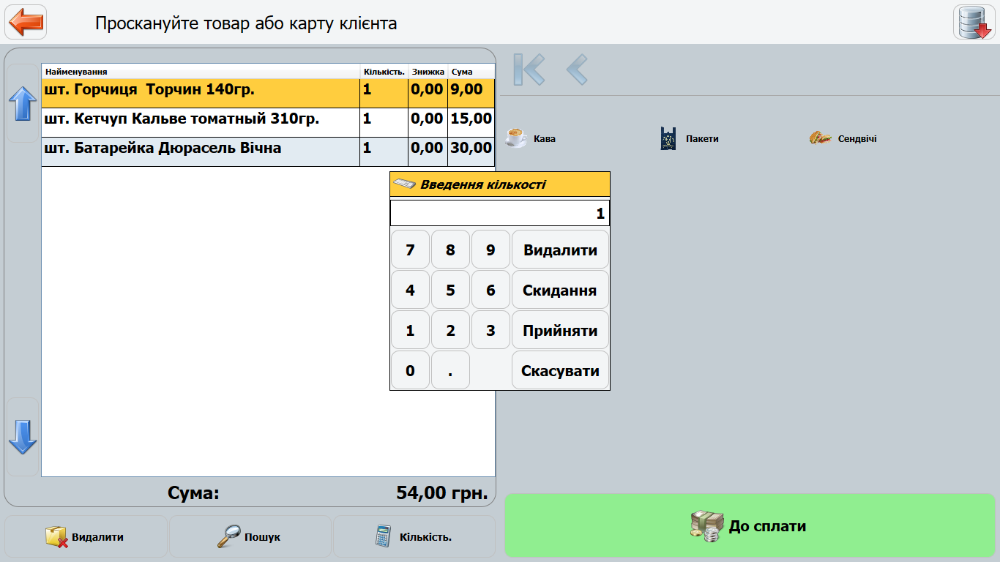 Проскануйте товар або карту клієнта
Найменування Кількість. Знижка Сума
шт. Горчиця  Торчин 140гр. 1 0,00 9,00
шт. Кетчуп Кальве томатный 310гр. 1 0,00 15,00
шт. Батарейка Дюрасель Вічна 1 0,00 30,00
Кава Пакети Сендвічі
Введення кількості
1
7 8 9 Видалити
4 5 6 Скидання
1 2 3 Прийняти
0 . Скасувати
Сума: 54,00 грн.
Видалити Пошук Кількість. До сплати